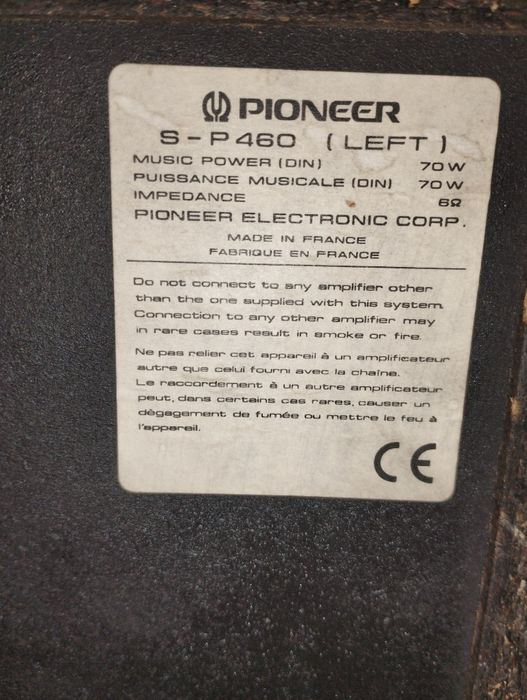 PIONEER
S-P460 (LEFT)
MUSIC POWER (DIN) 70W
PUISSANCE MUSICALE (DIN) 70W
IMPEDANCE 6Ω
PIONEER ELECTRONIC CORP.
MADE IN FRANCE
FABRIQUE EN FRANCE
Do not connect to any amplifier other
than the one supplied with this system.
Connection to any other amplifier may
in rare cases result in smoke or fire.
Ne pas relier cet appareil à un amplificateur
autre que celui fourni avec la chaîne.
Le raccordement à un autre amplificateur
peut, dans certains cas rares, causer un
dégagement de fumée ou mettre le feu à
l'appareil.
CE